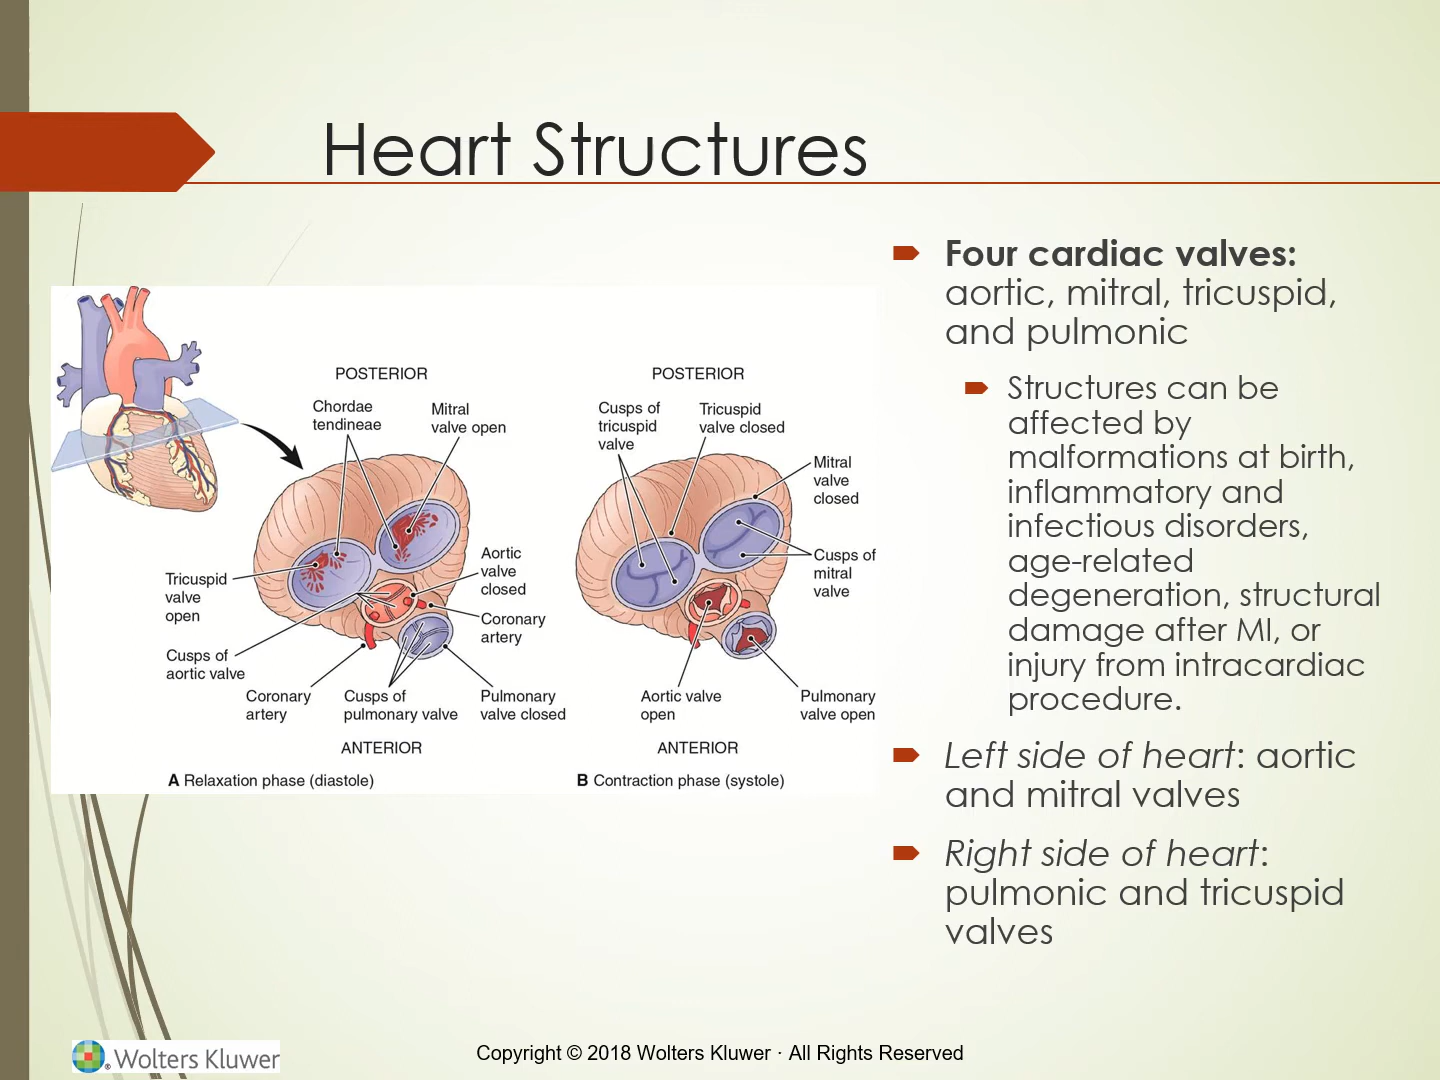 Heart Structures
POSTERIOR
Chordae
tendineae
Mitral
valve open
Tricuspid
valve
open
Aortic
valve
closed
Coronary
artery
Cusps of
aortic valve
Coronary
artery
Cusps of
pulmonary valve
Pulmonary
valve closed
ANTERIOR
A Relaxation phase (diastole)
POSTERIOR
Cusps of
tricuspid
valve
Tricuspid
valve closed
Mitral
valve
closed
Cusps of
mitral
valve
Aortic valve
open
Pulmonary
valve open
ANTERIOR
B Contraction phase (systole)
Four cardiac valves:
aortic, mitral, tricuspid,
and pulmonic
Structures can be
affected by
malformations at birth,
inflammatory and
infectious disorders,
age-related
degeneration, structural
damage after MI, or
injury from intracardiac
procedure.
Left side of heart: aortic
and mitral valves
Right side of heart:
pulmonic and tricuspid
valves
Wolters Kluwer
Copyright © 2018 Wolters Kluwer · All Rights Reserved